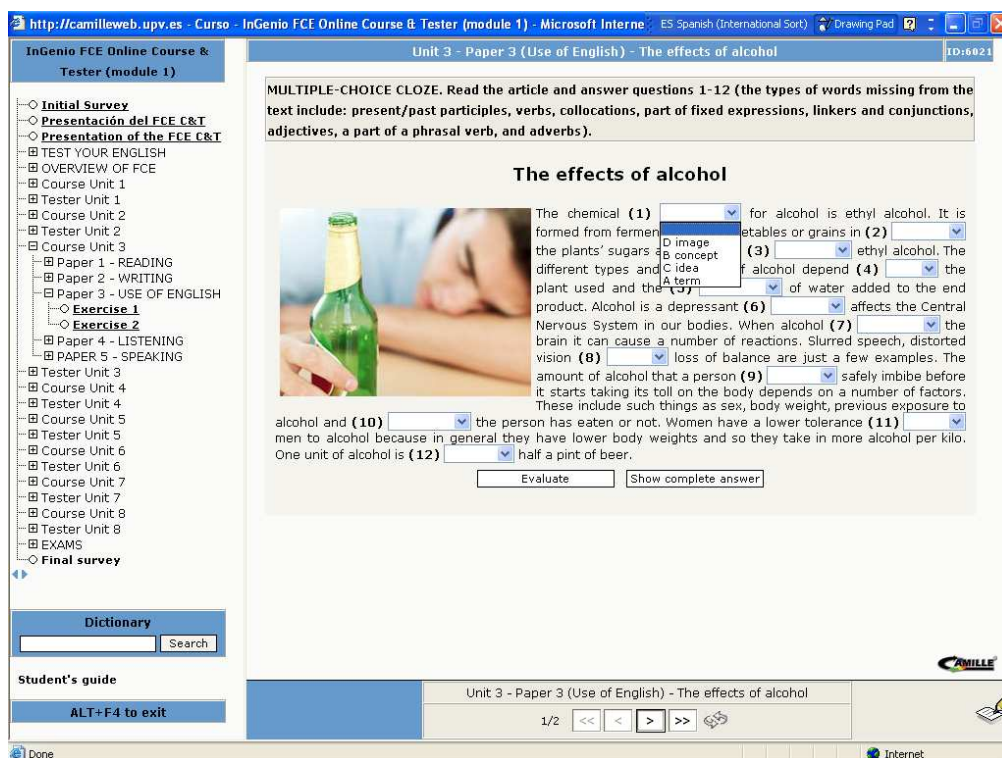 http://camilleweb.upv.es - Curso - InGenio FCE Online Course & Tester (module 1) - Microsoft Interne
ES Spanish (International Sort) Drawing Pad
InGenio FCE Online Course &
Tester (module 1)
Unit 3 - Paper 3 (Use of English) - The effects of alcohol
ID:6021
Initial Survey
Presentación del FCE C&T
Presentation of the FCE C&T
TEST YOUR ENGLISH
OVERVIEW OF FCE
Course Unit 1
Tester Unit 1
Course Unit 2
Tester Unit 2
Course Unit 3
Paper 1 - READING
Paper 2 - WRITING
Paper 3 - USE OF ENGLISH
Exercise 1
Exercise 2
Paper 4 - LISTENING
PAPER 5 - SPEAKING
Tester Unit 3
Course Unit 4
Tester Unit 4
Course Unit 5
Tester Unit 5
Course Unit 6
Tester Unit 6
Course Unit 7
Tester Unit 7
Course Unit 8
Tester Unit 8
EXAMS
Final survey
Dictionary
Search
Student's guide
ALT+F4 to exit
MULTIPLE-CHOICE CLOZE. Read the article and answer questions 1-12 (the types of words missing from the
text include: present/past participles, verbs, collocations, part of fixed expressions, linkers and conjunctions,
adjectives, a part of a phrasal verb, and adverbs).
The effects of alcohol
The chemical (1) for alcohol is ethyl alcohol. It is
formed from fermen etables or grains in (2)
the plants' sugars a (3) ethyl alcohol. The
different types and f alcohol depend (4) the
plant used and the (5) of water added to the end
product. Alcohol is a depressant (6) affects the Central
Nervous System in our bodies. When alcohol (7) the
brain it can cause a number of reactions. Slurred speech, distorted
vision (8) loss of balance are just a few examples. The
amount of alcohol that a person (9) safely imbibe before
it starts taking its toll on the body depends on a number of factors.
These include such things as sex, body weight, previous exposure to
alcohol and (10) the person has eaten or not. Women have a lower tolerance (11)
men to alcohol because in general they have lower body weights and so they take in more alcohol per kilo.
One unit of alcohol is (12) half a pint of beer.
D image
B concept
C idea
A term
Evaluate
Show complete answer
CAMILLE
Unit 3 - Paper 3 (Use of English) - The effects of alcohol
1/2 << < > >>
Done
Internet